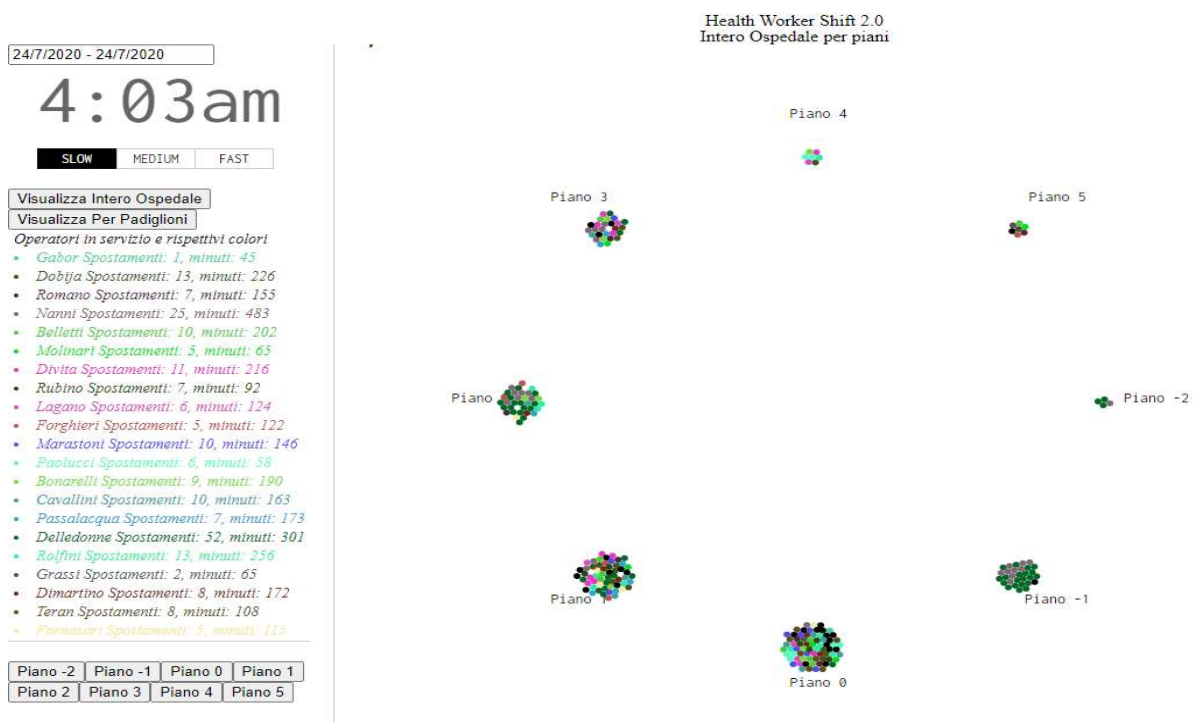 Health Worker Shift 2.0
Intero Ospedale per piani
24/7/2020 - 24/7/2020
4:03am
SLOW MEDIUM FAST
Visualizza Intero Ospedale
Visualizza Per Padiglioni
Operatori in servizio e rispettivi colori
Gabor Spostamenti: 1, minuti: 45
Dobija Spostamenti: 13, minuti: 226
Romano Spostamenti: 7, minuti: 155
Nanni Spostamenti: 25, minuti: 483
Belletti Spostamenti: 10, minuti: 202
Molinari Spostamenti: 5, minuti: 65
Divita Spostamenti: 11, minuti: 216
Rubino Spostamenti: 7, minuti: 92
Lagano Spostamenti: 6, minuti: 124
Forghieri Spostamenti: 5, minuti: 122
Marastoni Spostamenti: 10, minuti: 146
Paolucci Spostamenti: 6, minuti: 58
Bonarelli Spostamenti: 9, minuti: 190
Cavallini Spostamenti: 10, minuti: 163
Passalacqua Spostamenti: 7, minuti: 173
Delledonne Spostamenti: 52, minuti: 301
Rolfini Spostamenti: 13, minuti: 256
Grassi Spostamenti: 2, minuti: 65
Dimartino Spostamenti: 8, minuti: 172
Teran Spostamenti: 8, minuti: 108
Fornasari Spostamenti: 5, minuti: 115
Piano -2 Piano -1 Piano 0 Piano 1
Piano 2 Piano 3 Piano 4 Piano 5
Piano 4
Piano 3
Piano 5
Piano
Piano -2
Piano 1
Piano -1
Piano 0